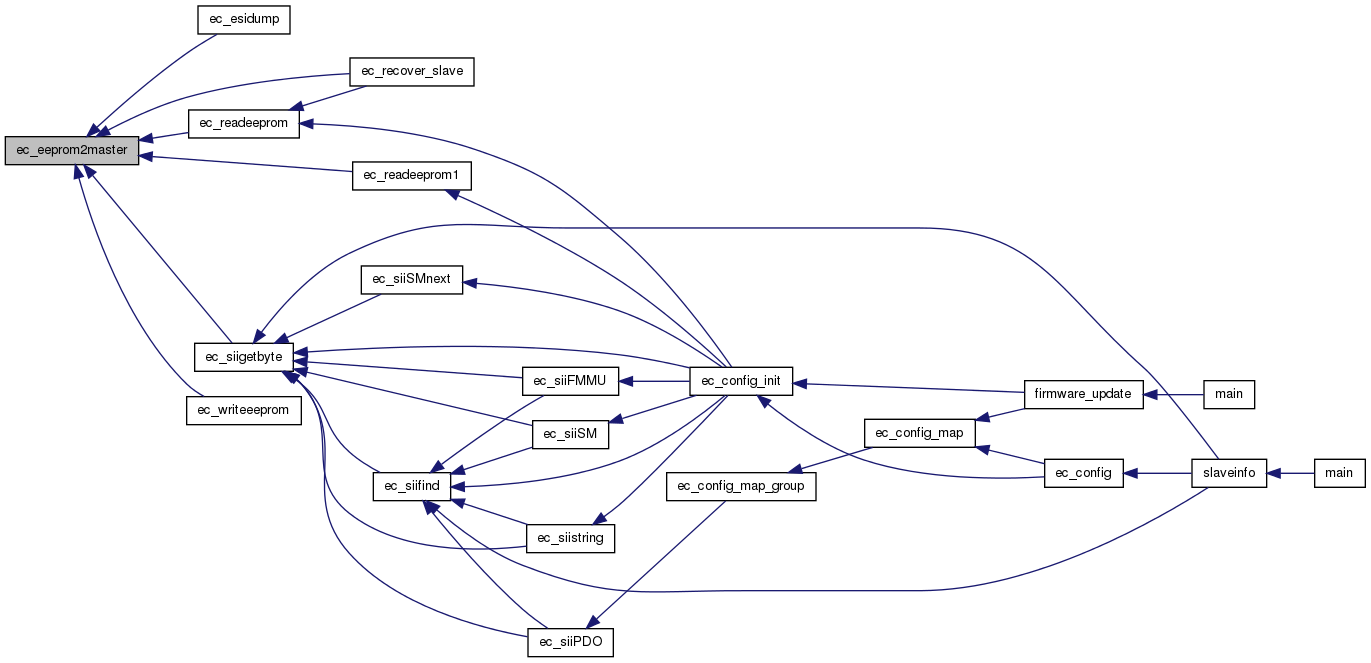 ec_esidump
ec_recover_slave
ec_readeeprom
ec_eeprom2master
ec_readeeprom1
ec_siiSMnext
ec_siigetbyte
ec_siiFMMU
ec_config_init
firmware_update
main
ec_writeeeprom
ec_siiSM
ec_config_map
ec_siifind
ec_config_map_group
ec_config
slaveinfo
main
ec_siistring
ec_siiPDO